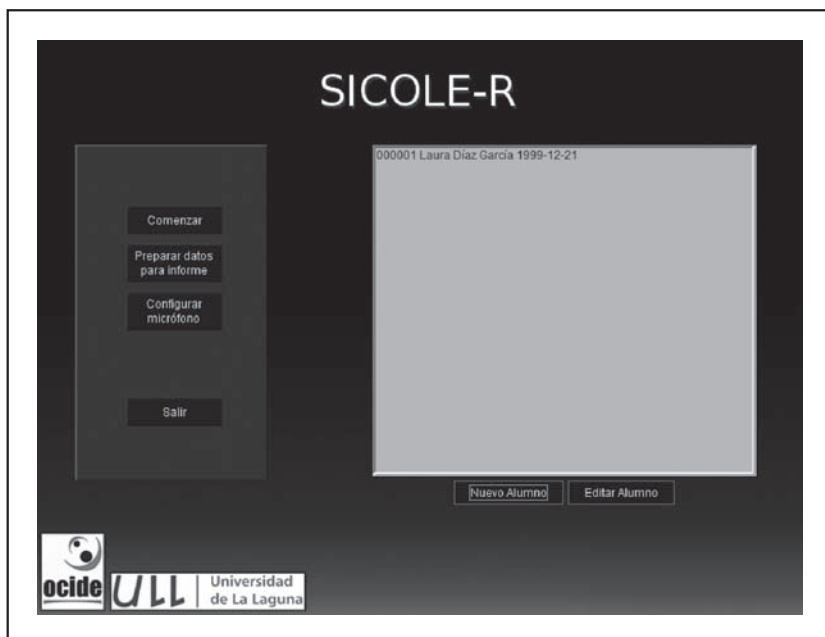 SICOLE-R
Comenzar
Preparar datos
para informe
Configurar
micrófono
Salir
000001 Laura Díaz García 1999-12-21
Nuevo Alumno
Editar Alumno
ocide
ULL
Universidad
de La Laguna